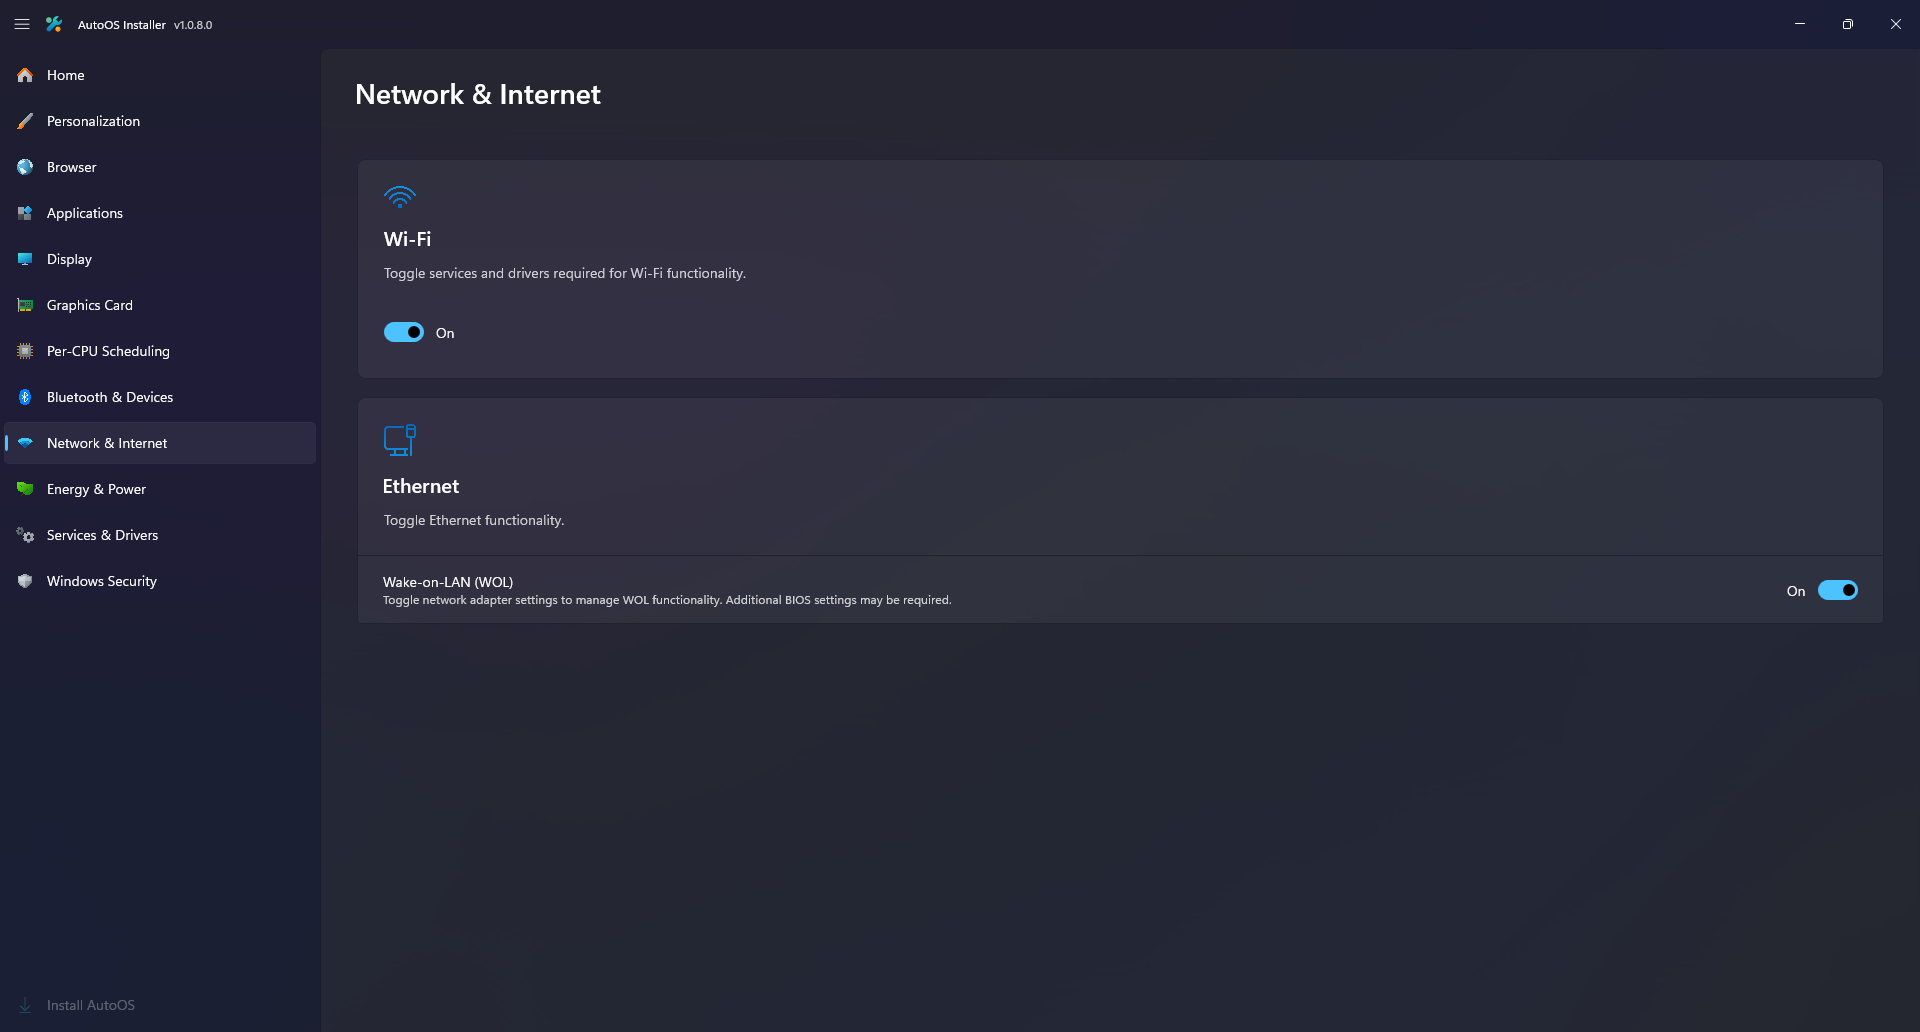 AutoOS Installer v1.0.8.0
Home
Personalization
Browser
Applications
Display
Graphics Card
Per-CPU Scheduling
Bluetooth & Devices
Network & Internet
Energy & Power
Services & Drivers
Windows Security
Install AutoOS
Network & Internet
Wi-Fi
Toggle services and drivers required for Wi-Fi functionality.
On
Ethernet
Toggle Ethernet functionality.
Wake-on-LAN (WOL)
Toggle network adapter settings to manage WOL functionality. Additional BIOS settings may be required.
On